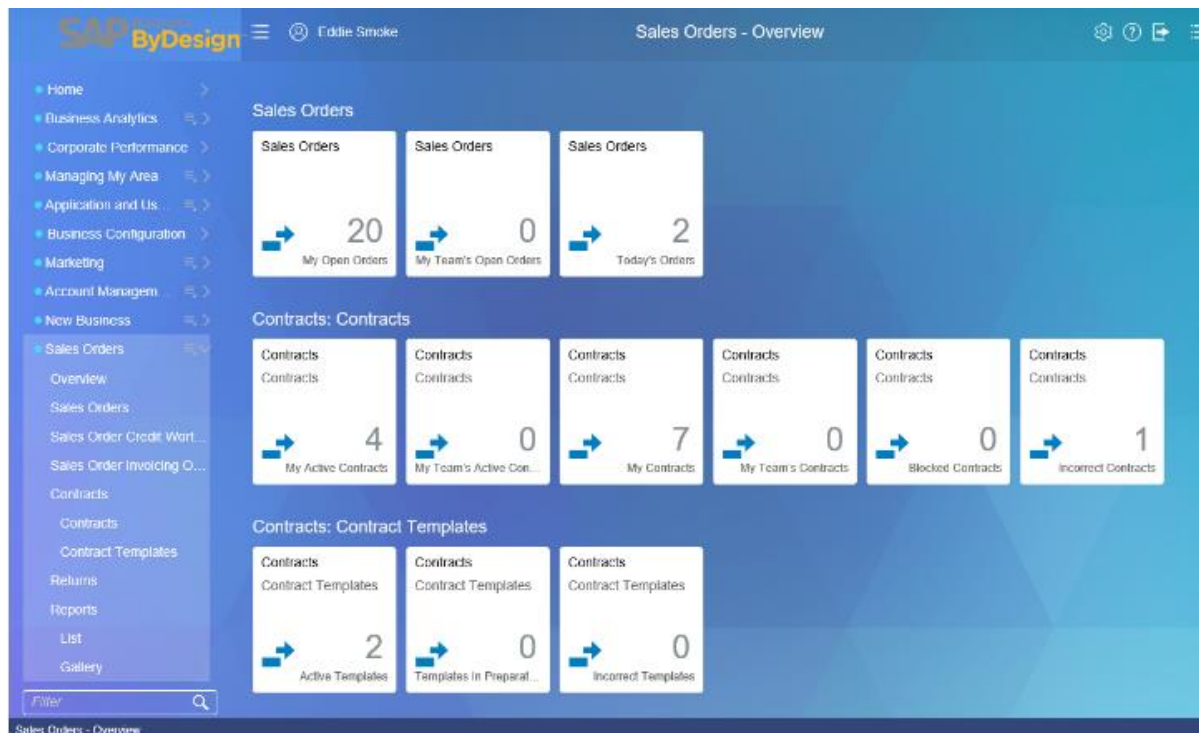 SAP ByDesign
Eddie Smoke
Sales Orders - Overview
Home
Business Analytics
Corporate Performance
Managing My Area
Application and Us...
Business Configuration
Marketing
Account Managem...
New Business
Sales Orders
Overview
Sales Orders
Sales Order Credit Wort...
Sales Order Invoicing O...
Contracts
Contracts
Contract Templates
Returns
Reports
List
Gallery
Filter
Sales Orders
Sales Orders
20
My Open Orders
Sales Orders
0
My Team's Open Orders
Sales Orders
2
Today's Orders
Contracts: Contracts
Contracts
Contracts
4
My Active Contracts
Contracts
Contracts
0
My Team's Active Con...
Contracts
Contracts
7
My Contracts
Contracts
Contracts
0
My Team's Contracts
Contracts
Contracts
0
Blocked Contracts
Contracts
Contracts
1
Incorrect Contracts
Contracts: Contract Templates
Contracts
Contract Templates
2
Active Templates
Contracts
Contract Templates
0
Templates In Preparat...
Contracts
Contract Templates
0
Incorrect Templates
Sales Orders - Overview